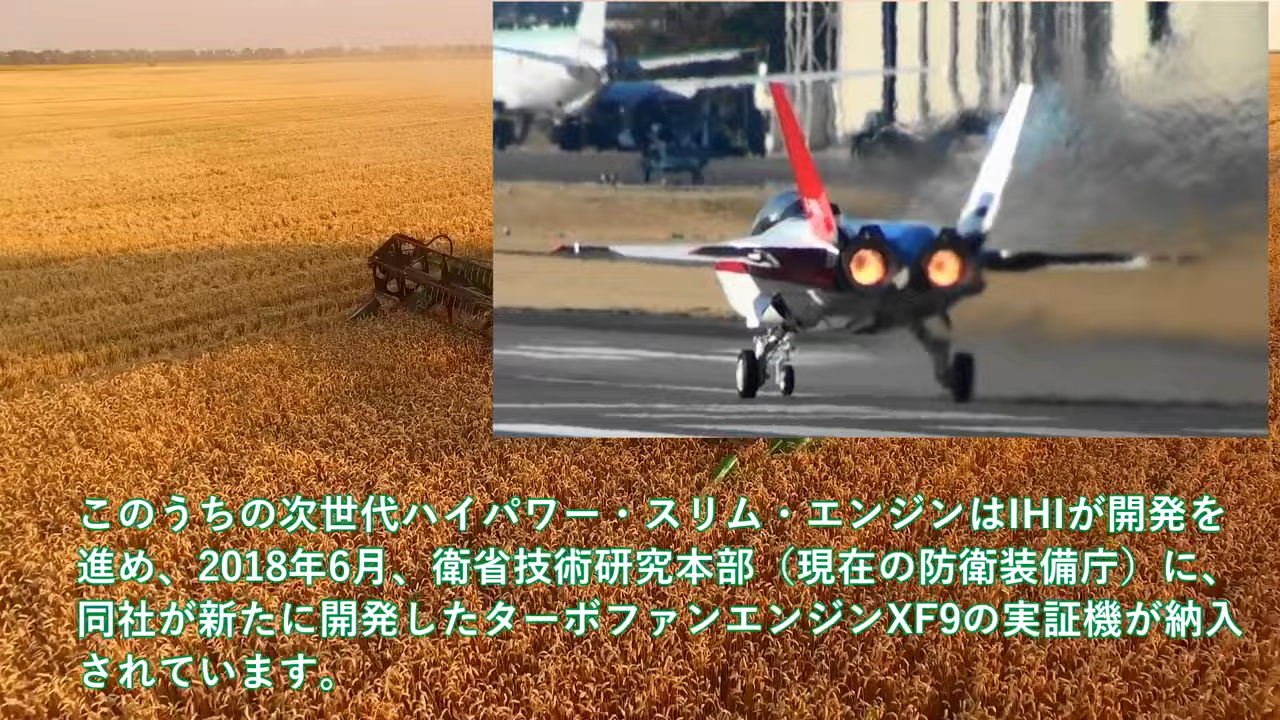 このうちの次世代ハイパワー・スリム・エンジンはIHIが開発を
進め、2018年6月、衛省技術研究本部（現在の防衛装備庁）に、
同社が新たに開発したターボファンエンジンXF9の実証機が納入
されています。